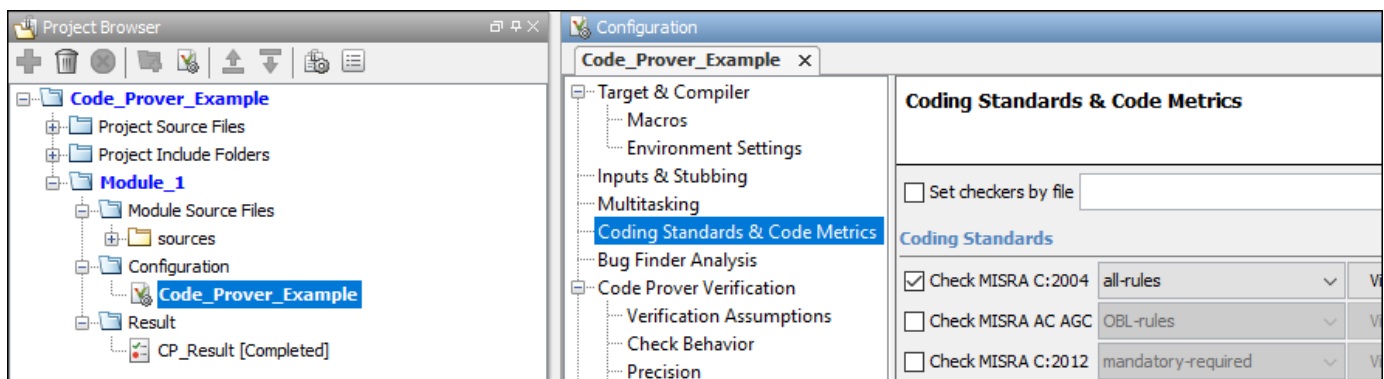 Project Browser
Code_Prover_Example
Project Source Files
Project Include Folders
Module_1
Module Source Files
sources
Configuration
Code_Prover_Example
Result
CP_Result [Completed]
Configuration
Code_Prover_Example X
Target & Compiler
Macros
Environment Settings
Inputs & Stubbing
Multitasking
Coding Standards & Code Metrics
Bug Finder Analysis
Code Prover Verification
Verification Assumptions
Check Behavior
Precision
Coding Standards & Code Metrics
Set checkers by file
Coding Standards
Check MISRA C:2004 all-rules
Check MISRA AC AGC OBL-rules
Check MISRA C:2012 mandatory-required